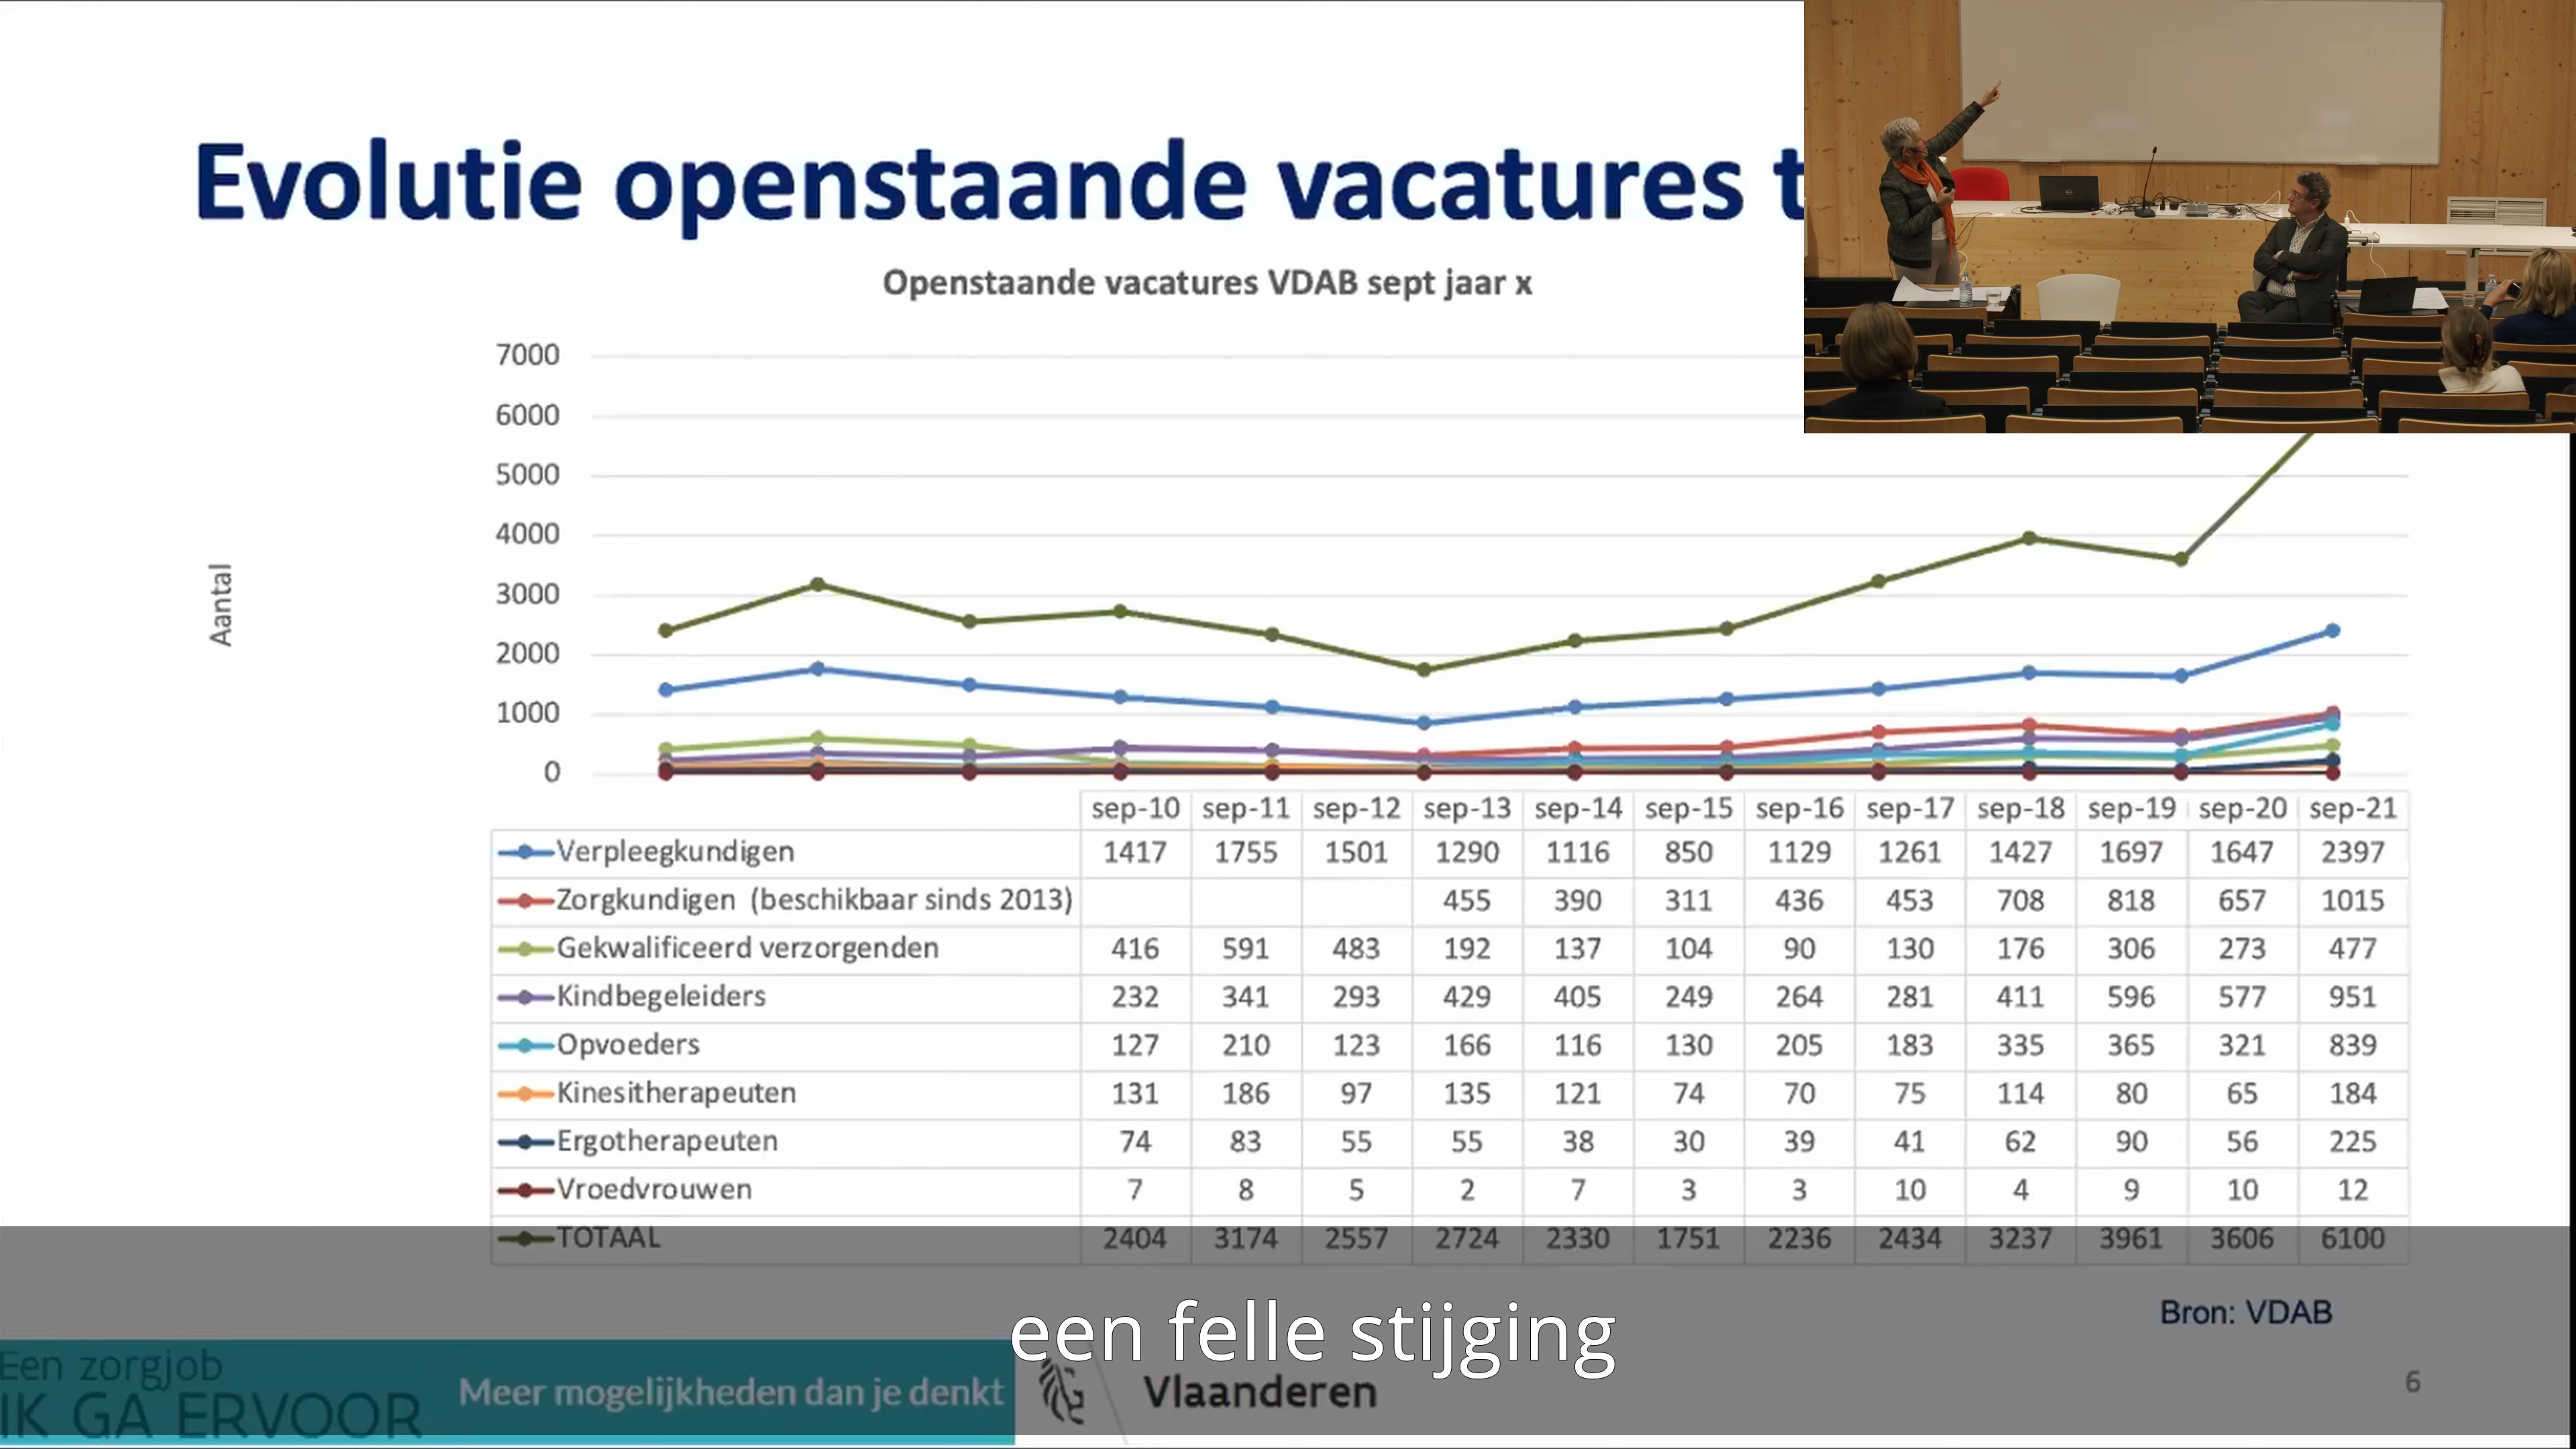 Evolutie openstaande vacatures t
Openstaande vacatures VDAB sept jaar x
7000
6000
5000
4000
3000
2000
1000
0
Aantal
sep-10 sep-11 sep-12 sep-13 sep-14 sep-15 sep-16 sep-17 sep-18 sep-19 sep-20 sep-21
Verpleegkundigen 1417 1755 1501 1290 1116 850 1129 1261 1427 1697 1647 2397
Zorgkundigen (beschikbaar sinds 2013) 455 390 311 436 453 708 818 657 1015
Gekwalificeerd verzorgenden 416 591 483 192 137 104 90 130 176 306 273 477
Kindbegeleiders 232 341 293 429 405 249 264 281 411 596 577 951
Opvoeders 127 210 123 166 116 130 205 183 335 365 321 839
Kinesitherapeuten 131 186 97 135 121 74 70 75 114 80 65 184
Ergotherapeuten 74 83 55 55 38 30 39 41 62 90 56 225
Vroedvrouwen 7 8 5 2 7 3 3 10 4 9 10 12
TOTAAL 2404 3174 2557 2724 2330 1751 2236 2434 3237 3961 3606 6100
Bron: VDAB
een felle stijging
Een zorgjob
IK GA ERVOOR
Meer mogelijkheden dan je denkt
Vlaanderen
6